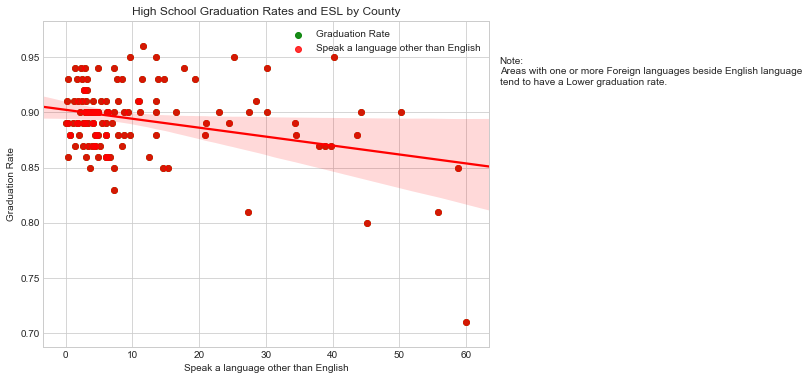 High School Graduation Rates and ESL by County
Graduation Rate
Speak a language other than English
Note:
Areas with one or more Foreign languages beside English language
tend to have a Lower graduation rate.
0.95
0.90
0.85
0.80
0.75
0.70
Graduation Rate
0 10 20 30 40 50 60
Speak a language other than English